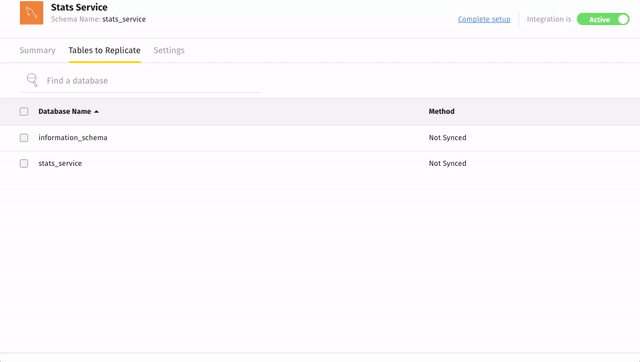 Stats Service
Schema Name: stats_service
Complete setup
Integration is
Active
Summary
Tables to Replicate
Settings
Find a database
Database Name
Method
information_schema
Not Synced
stats_service
Not Synced